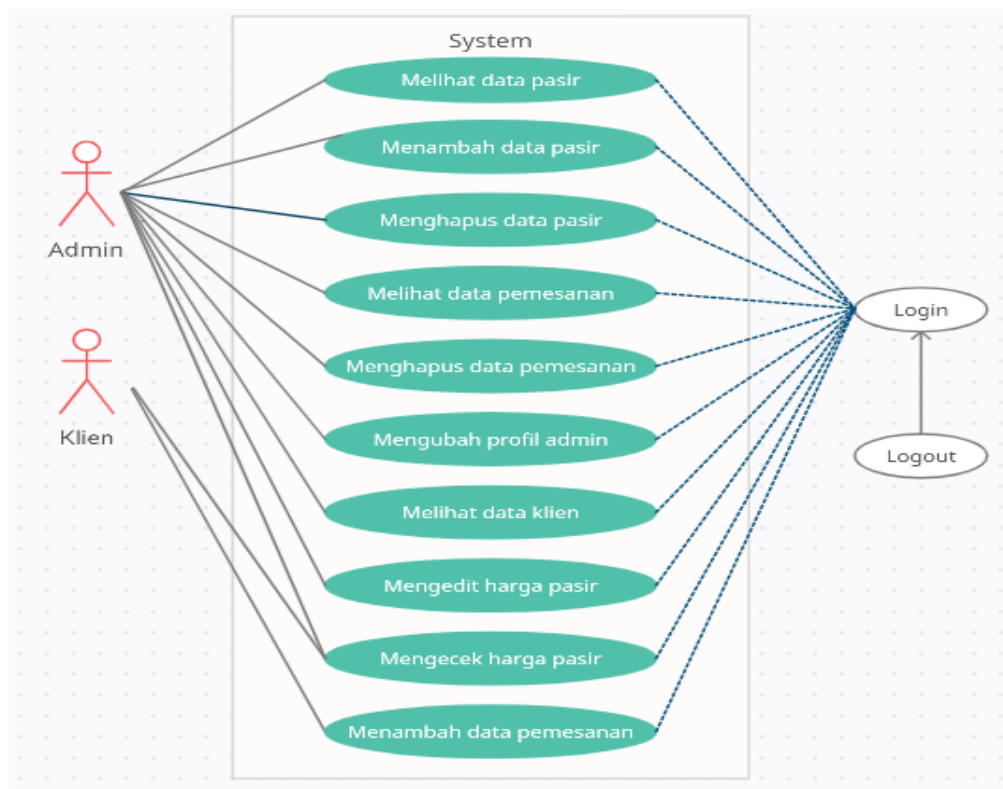 System
Melihat data pasir
Menambah data pasir
Menghapus data pasir
Admin
Melihat data pemesanan
Login
Menghapus data pemesanan
Klien
Mengubah profil admin
Logout
Melihat data klien
Mengedit harga pasir
Mengecek harga pasir
Menambah data pemesanan